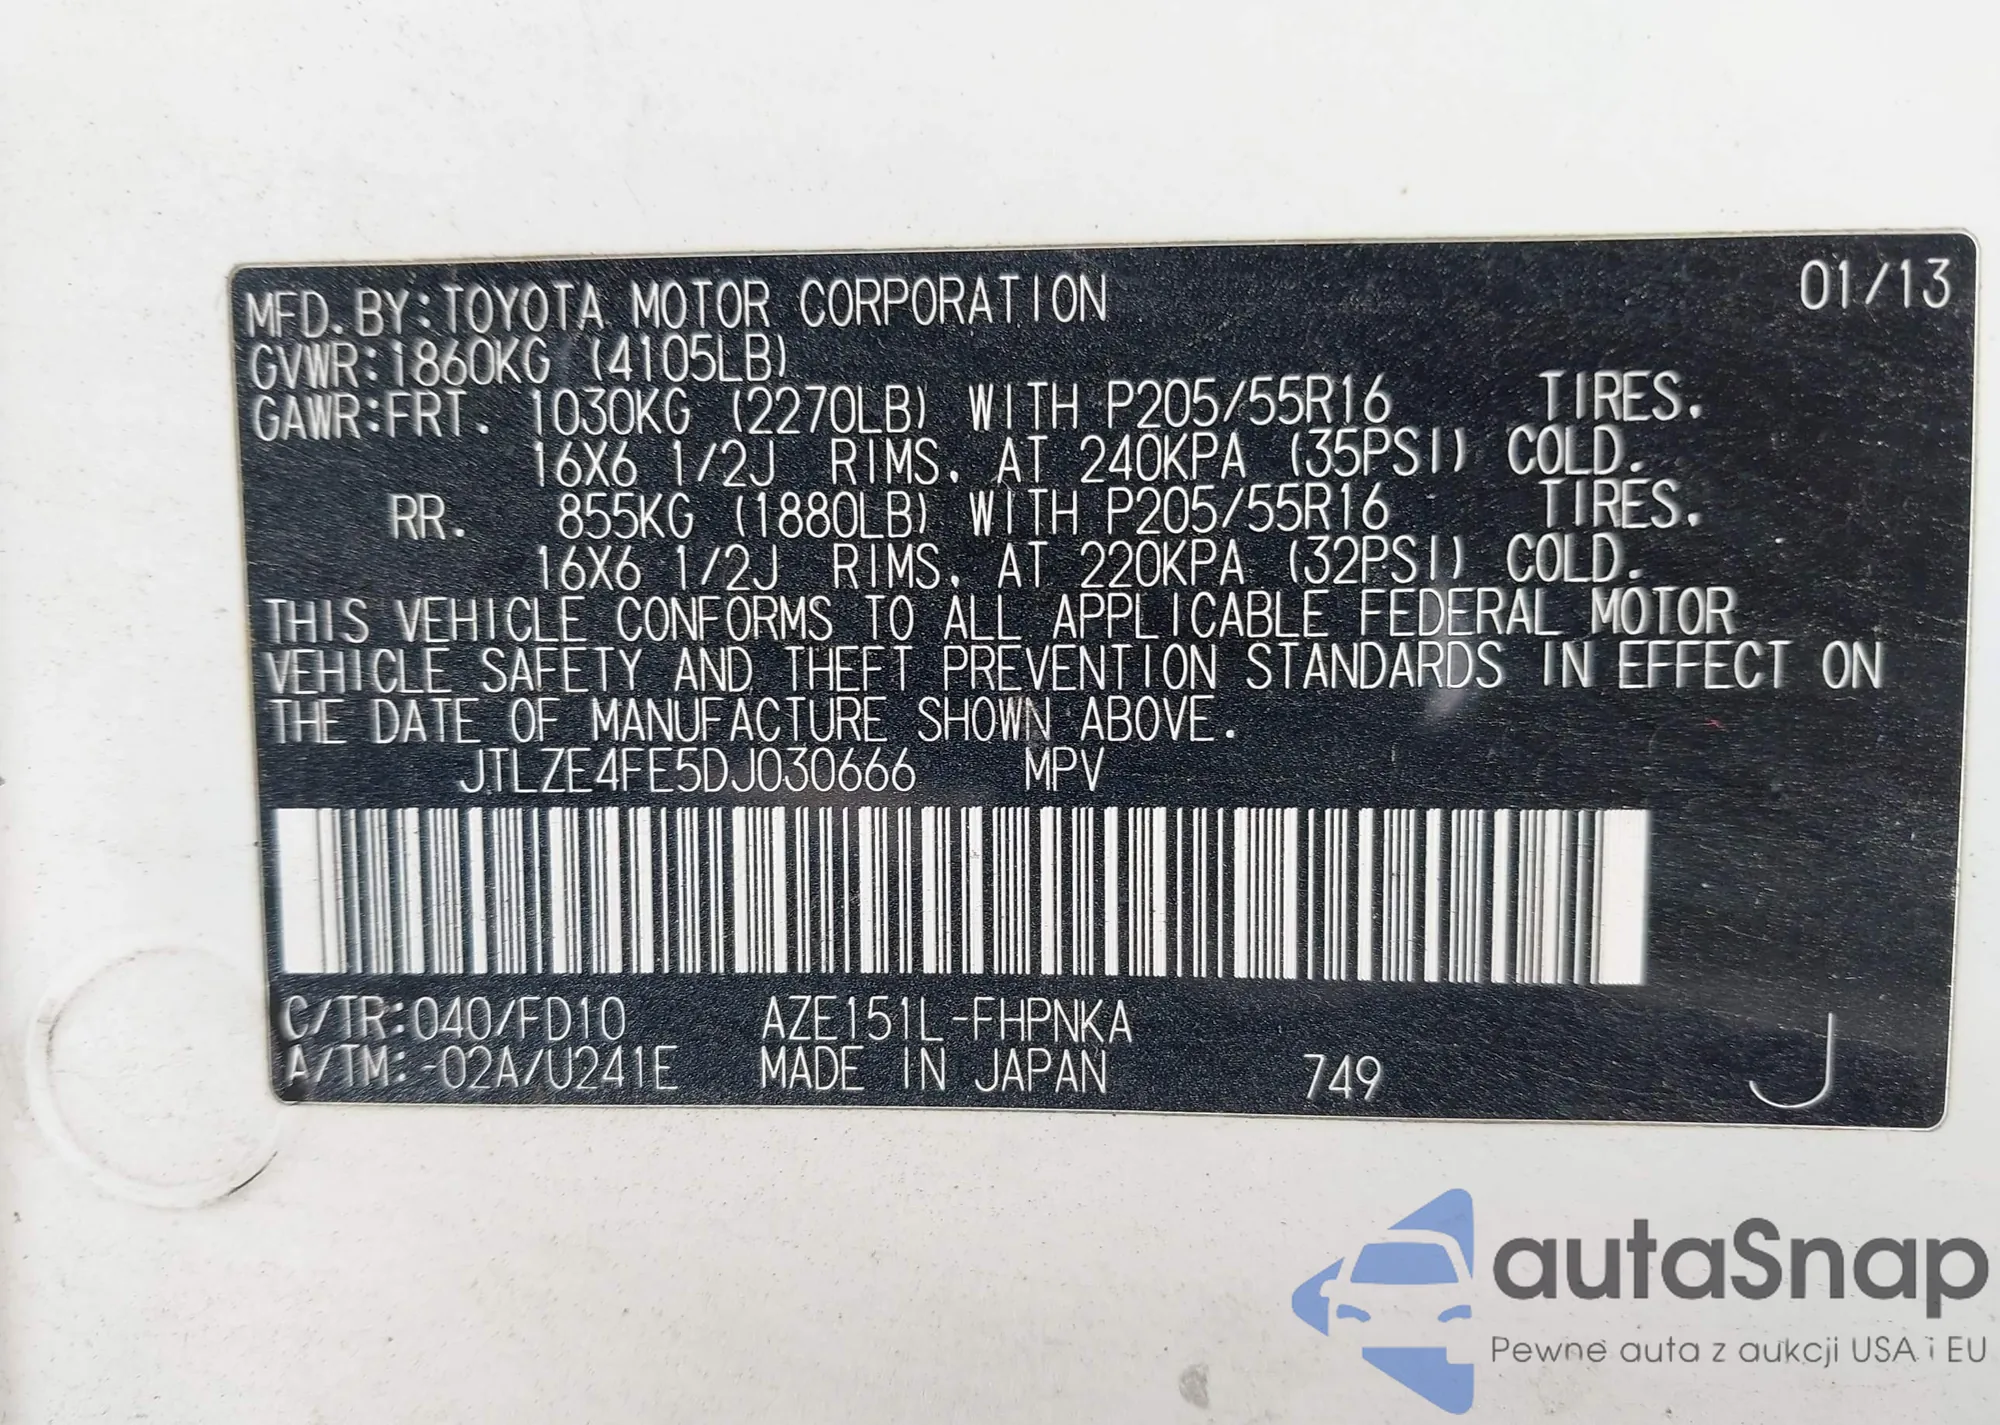 MFD. BY:TOYOTA MOTOR CORPORATION 01/13
GVWR:1860KG (4105LB)
GAWR:FRT. 1030KG (2270LB) WITH P205/55R16 TIRES.
16X6 1/2J RIMS, AT 240KPA (35PSI) COLD.
RR. 855KG (1880LB) WITH P205/55R16 TIRES.
16X6 1/2J RIMS, AT 220KPA (32PSI) COLD.
THIS VEHICLE CONFORMS TO ALL APPLICABLE FEDERAL MOTOR
VEHICLE SAFETY AND THEFT PREVENTION STANDARDS IN EFFECT ON
THE DATE OF MANUFACTURE SHOWN ABOVE.
JTLZE4FE5DJ030666 MPV
C/TR:040/FD10 AZE151L-FHPNKA
A/TM:-02A/U241E MADE IN JAPAN 749 J
autaSnap
Pewne auta z aukcji USA i EU